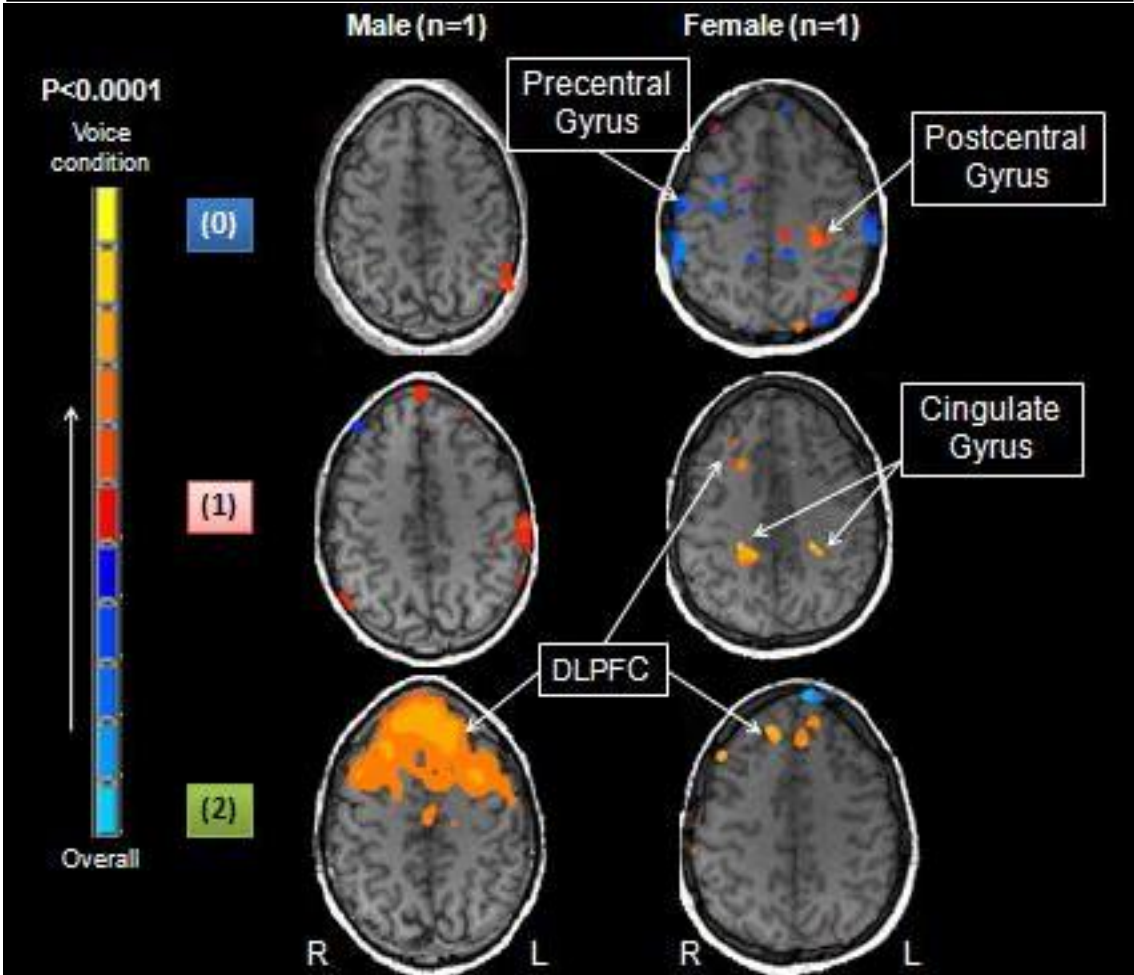 Male (n=1)
Female (n=1)
P<0.0001
Voice
condition
Precentral
Gyrus
Postcentral
Gyrus
(0)
Cingulate
Gyrus
(1)
DLPFC
(2)
Overall
R
L
R
L